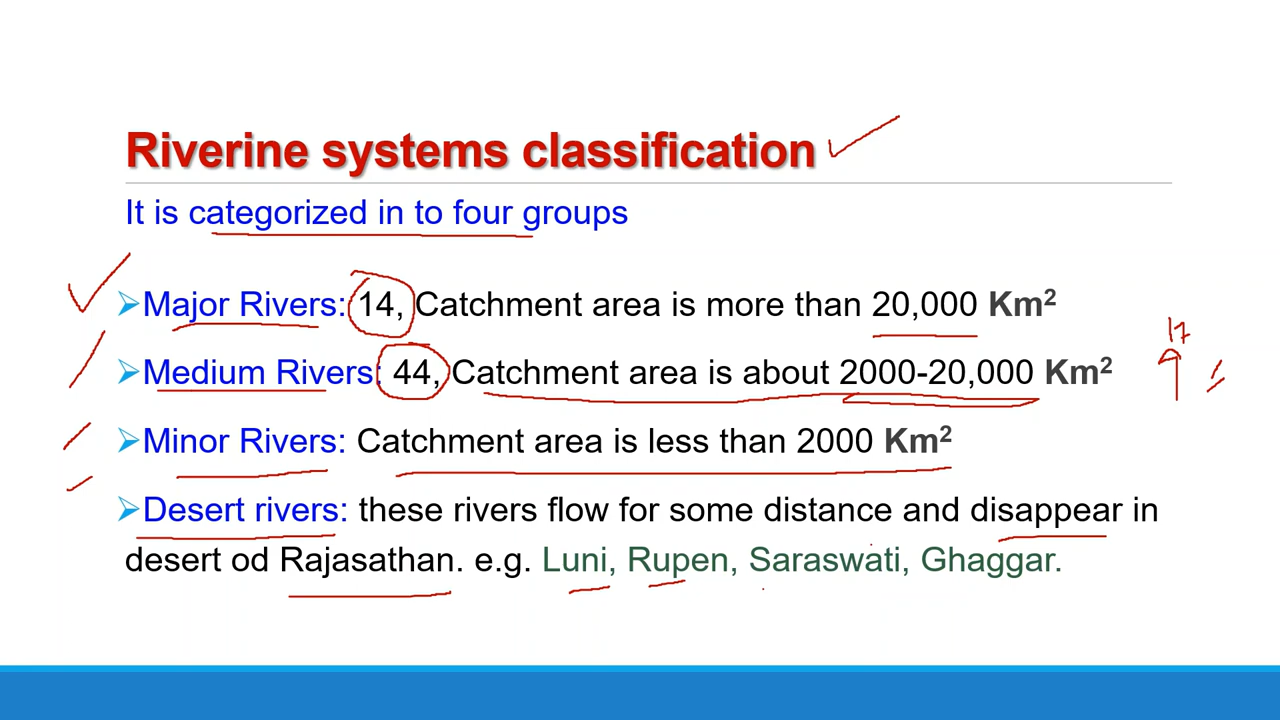 Riverine systems classification
It is categorized in to four groups
➢Major Rivers: 14, Catchment area is more than 20,000 Km²
➢Medium Rivers: 44, Catchment area is about 2000-20,000 Km²
17
➢Minor Rivers: Catchment area is less than 2000 Km²
➢Desert rivers: these rivers flow for some distance and disappear in
desert od Rajasathan. e.g. Luni, Rupen, Saraswati, Ghaggar.